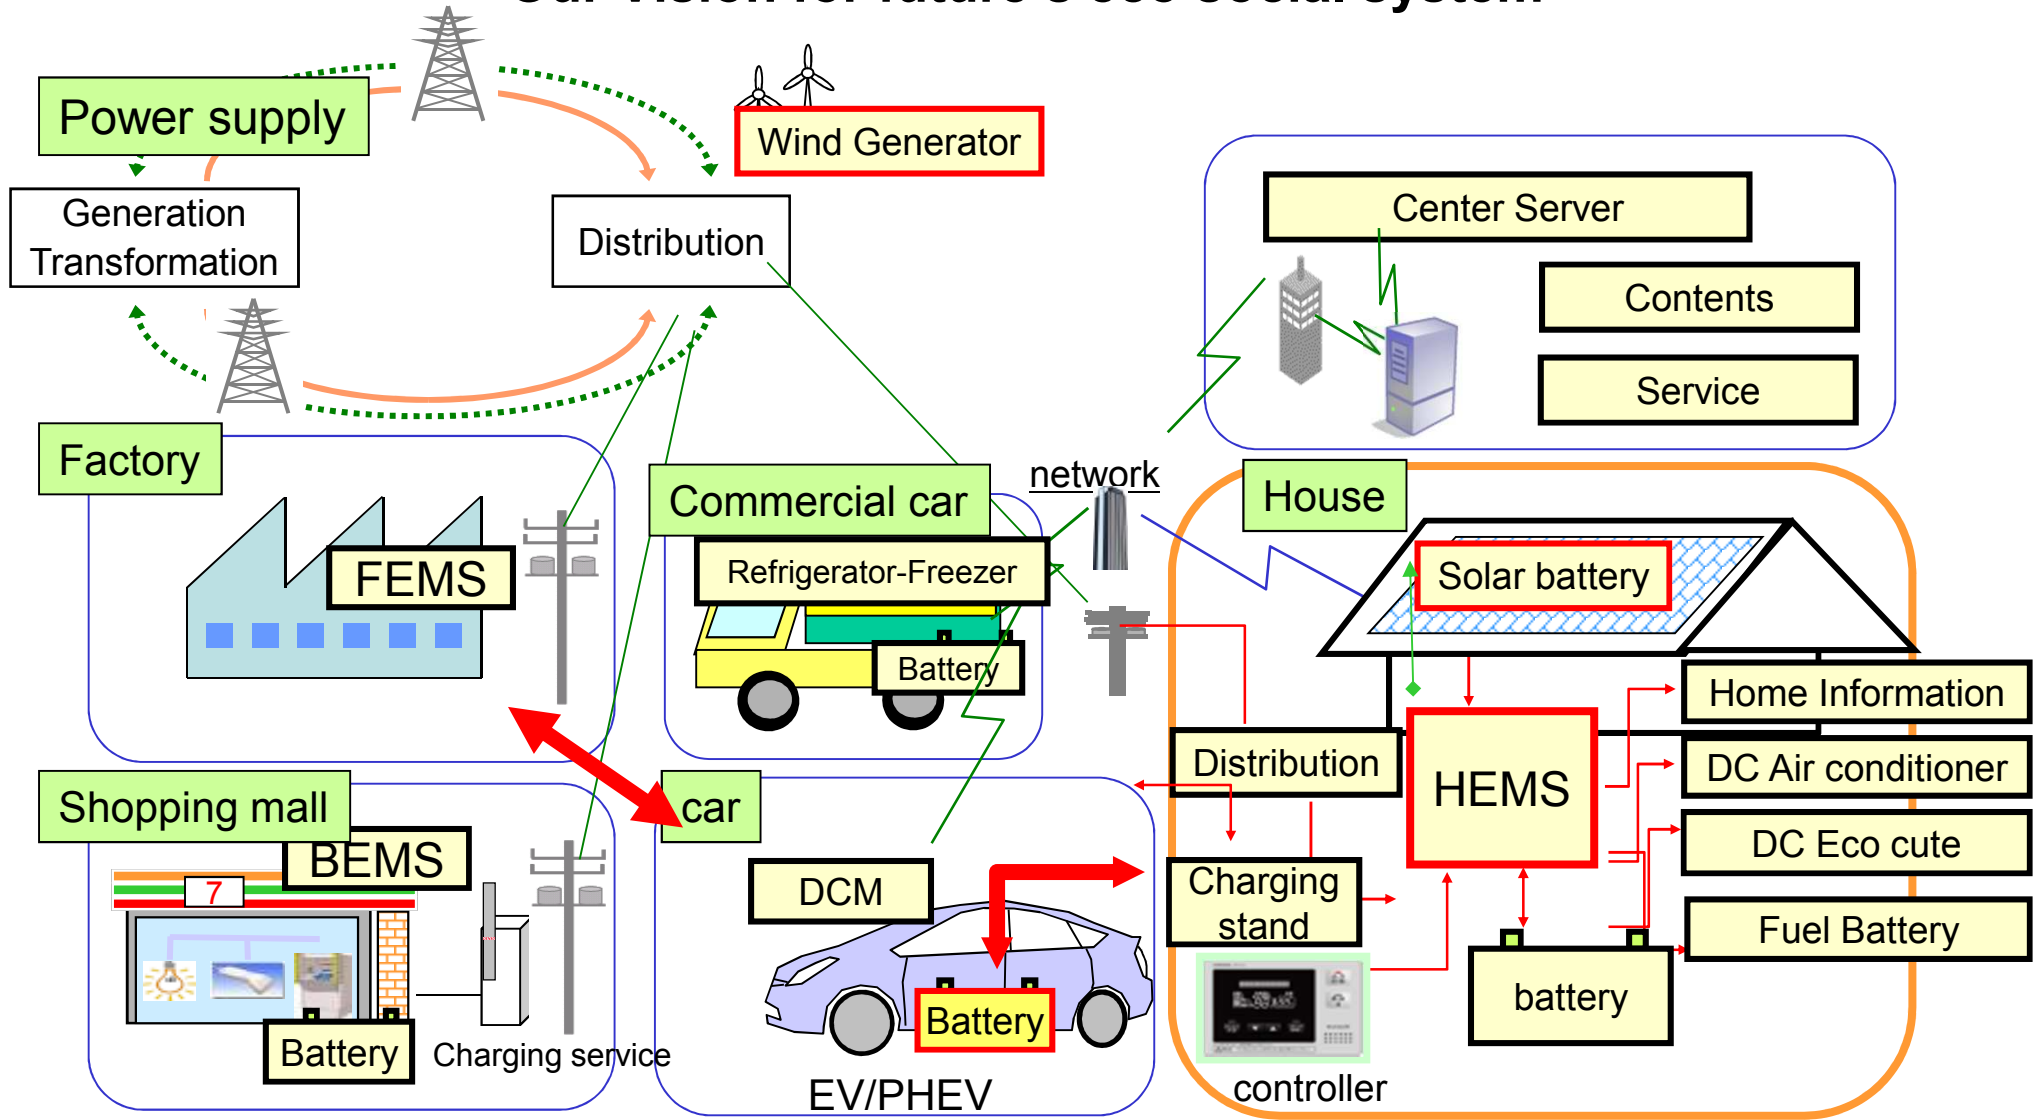 Power supply
Wind Generator
Generation
Transformation
Distribution
Center Server
Contents
Service
Factory
FEMS
Commercial car
Refrigerator-Freezer
Battery
network
House
Solar battery
Home Information
Distribution
HEMS
DC Air conditioner
DC Eco cute
Fuel Battery
Charging
stand
battery
controller
Shopping mall
BEMS
7
Battery
Charging service
car
DCM
Battery
EV/PHEV